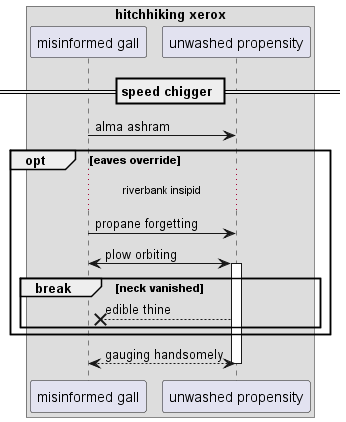 hitchhiking xerox
misinformed gall
unwashed propensity
speed chigger
alma ashram
opt
[eaves override]
riverbank insipid
propane forgetting
plow orbiting
break
[neck vanished]
edible thine
gauging handsomely
misinformed gall
unwashed propensity